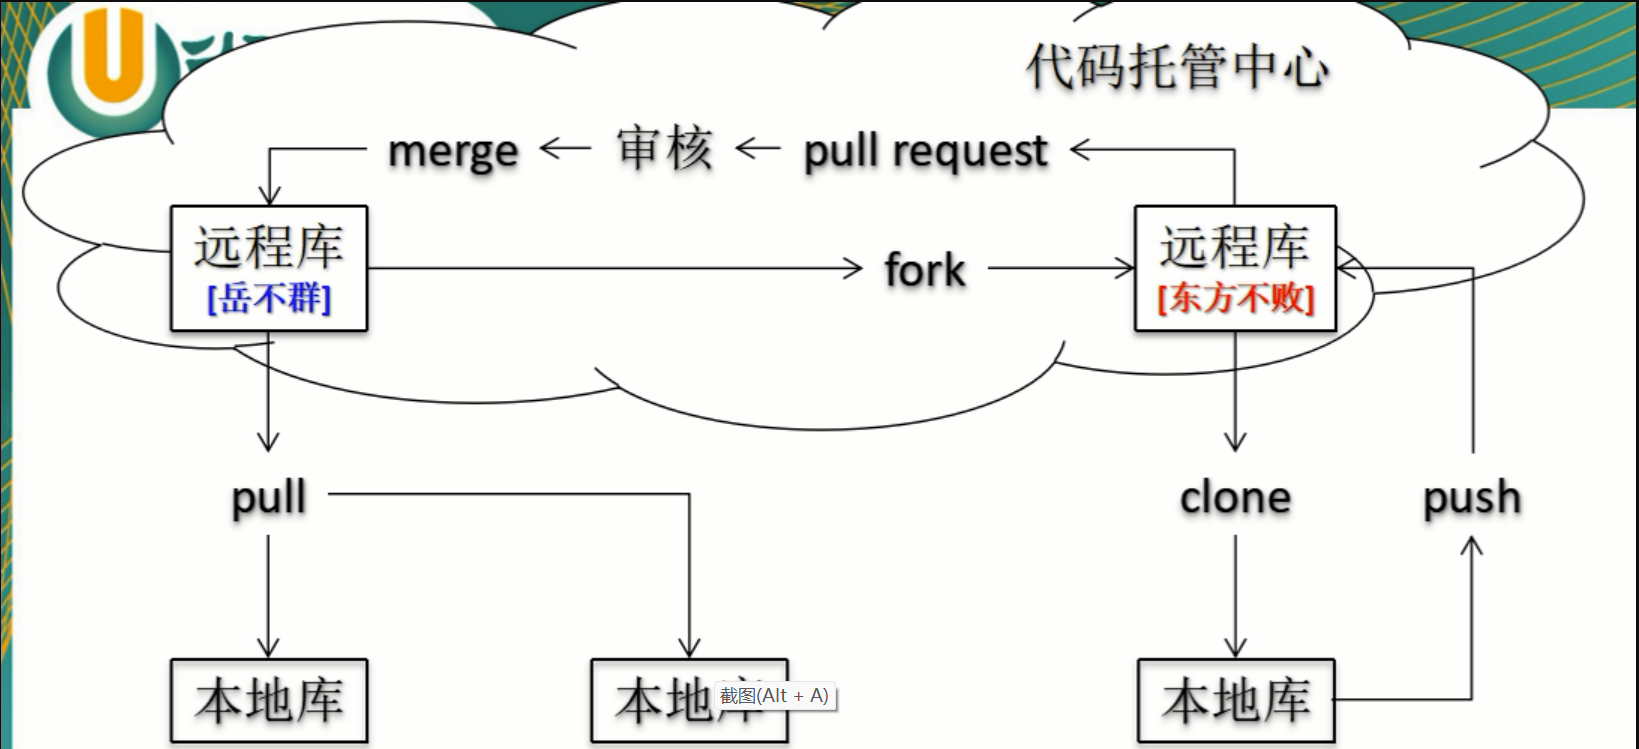 代码托管中心
merge
审核
pull request
远程库
[岳不群]
fork
远程库
[东方不败]
pull
clone
push
本地库
本地库
截图(Alt + A)
本地库